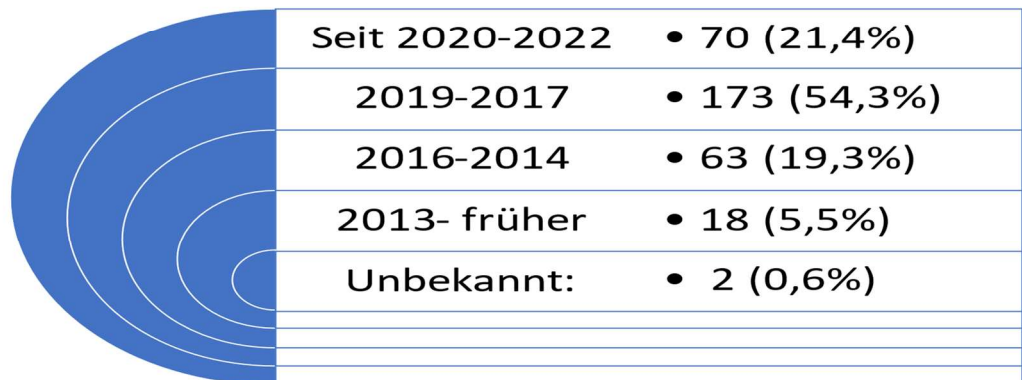 Seit 2020-2022 • 70 (21,4%)
2019-2017 • 173 (54,3%)
2016-2014 • 63 (19,3%)
2013- früher • 18 (5,5%)
Unbekannt: • 2 (0,6%)